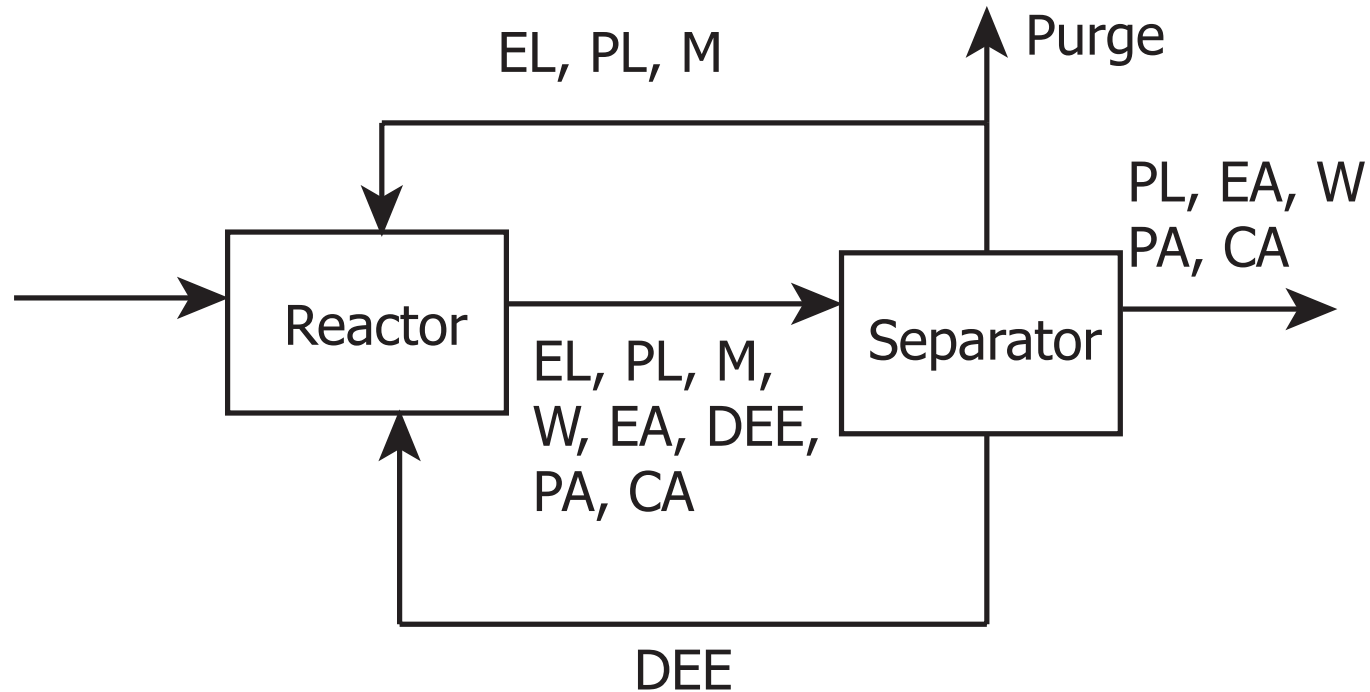 EL, PL, M
Purge
PL, EA, W
PA, CA
Reactor
Separator
EL, PL, M,
W, EA, DEE,
PA, CA
DEE